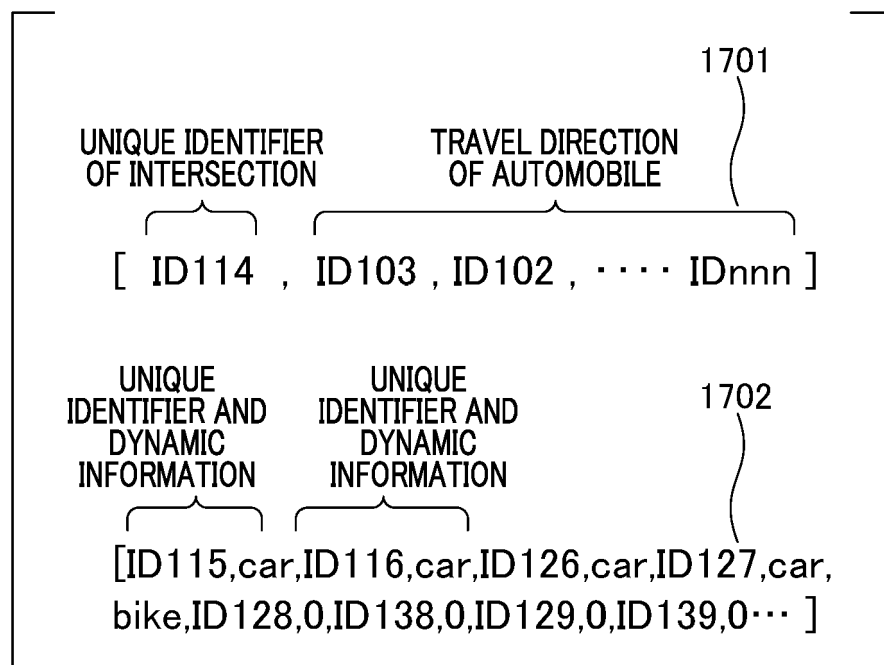 1701
UNIQUE IDENTIFIER OF INTERSECTION
TRAVEL DIRECTION OF AUTOMOBILE
[ ID114 , ID103 , ID102 , ···· IDnnn ]
UNIQUE IDENTIFIER AND DYNAMIC INFORMATION
UNIQUE IDENTIFIER AND DYNAMIC INFORMATION
1702
[ID115,car,ID116,car,ID126,car,ID127,car,
bike,ID128,0,ID138,0,ID129,0,ID139,0··· ]